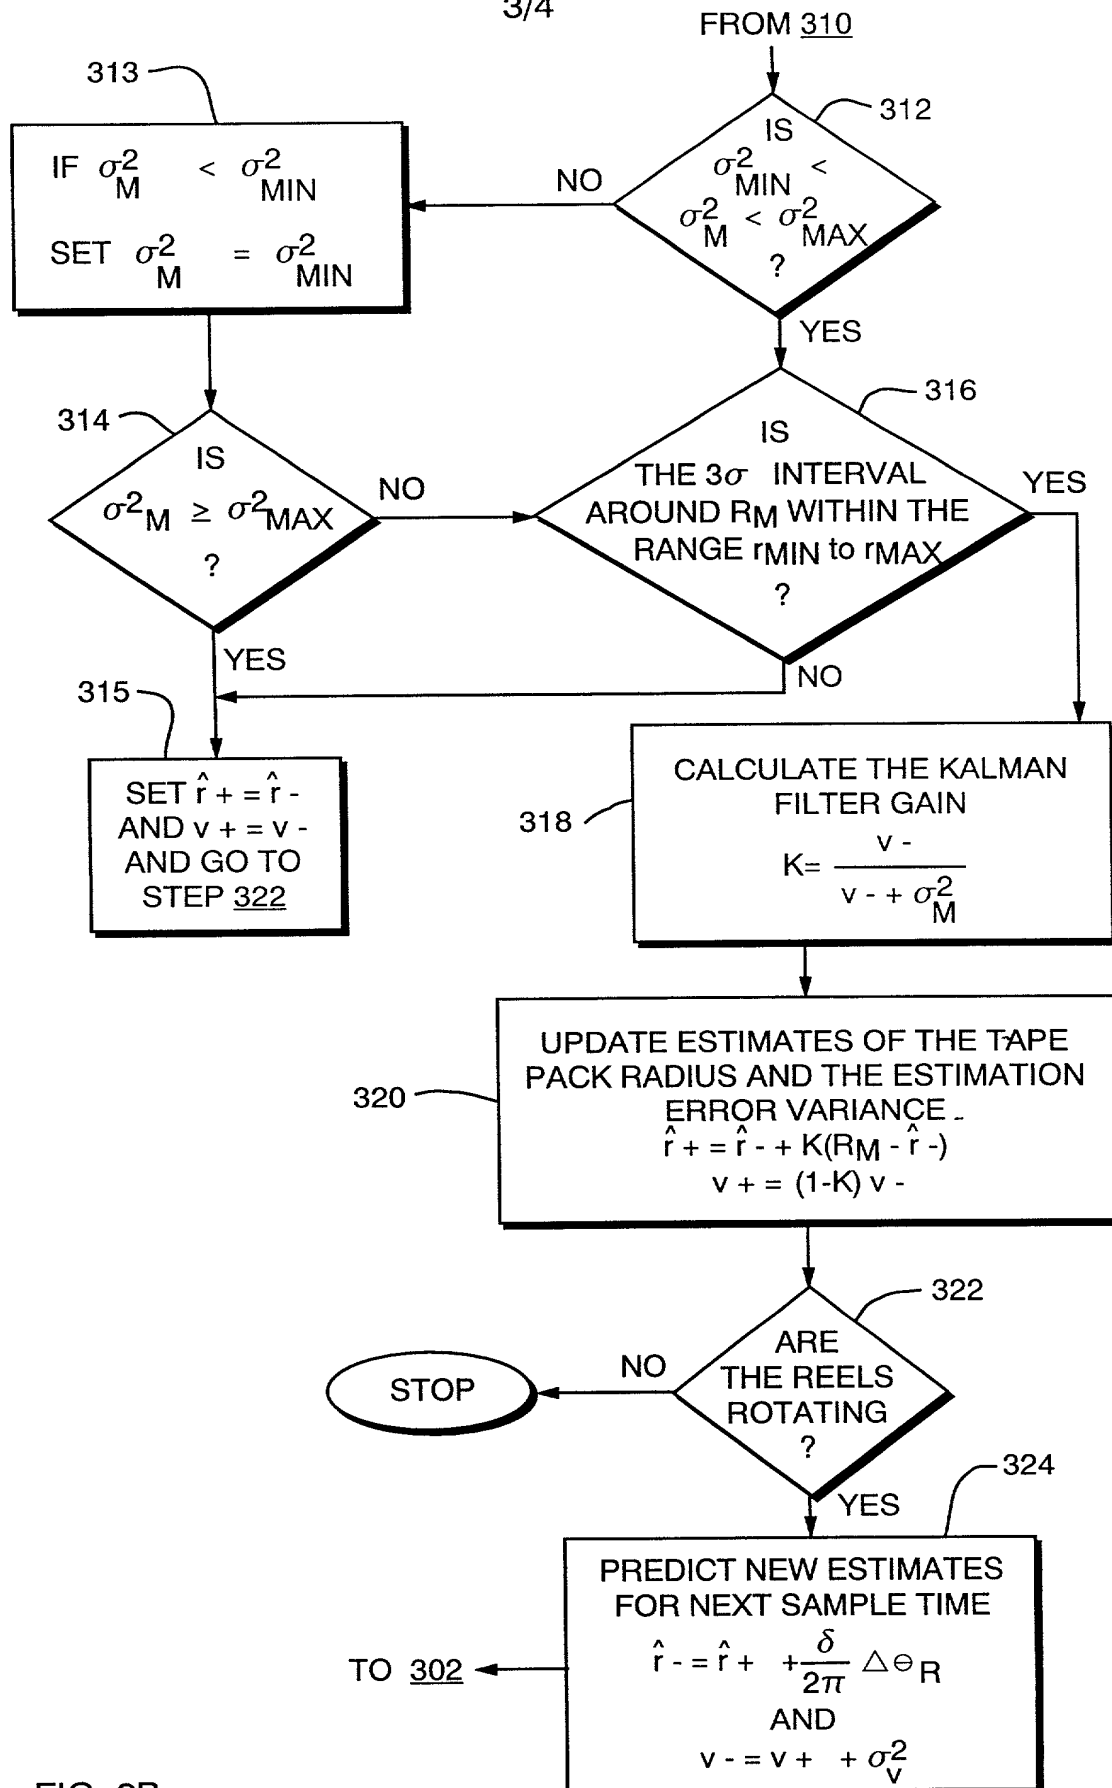 3/4
FROM 310
313
312
IF σ²M < σ²MIN
SET σ²M = σ²MIN
IS
σ²MIN <
σ²M < σ²MAX
?
NO
YES
314
IS
σ²M ≥ σ²MAX
?
NO
YES
316
IS
THE 3σ INTERVAL
AROUND RM WITHIN THE
RANGE rMIN to rMAX
?
YES
NO
315
SET r̂ + = r̂ -
AND v + = v -
AND GO TO
STEP 322
318
CALCULATE THE KALMAN
FILTER GAIN
K= v - / v - + σ²M
320
UPDATE ESTIMATES OF THE TAPE
PACK RADIUS AND THE ESTIMATION
ERROR VARIANCE
r̂ + = r̂ - + K(RM - r̂ -)
v + = (1-K) v -
322
ARE
THE REELS
ROTATING
?
NO
STOP
YES
324
PREDICT NEW ESTIMATES
FOR NEXT SAMPLE TIME
r̂ - = r̂ + + δ/2π △ΘR
AND
v - = v + + σ²v
TO 302